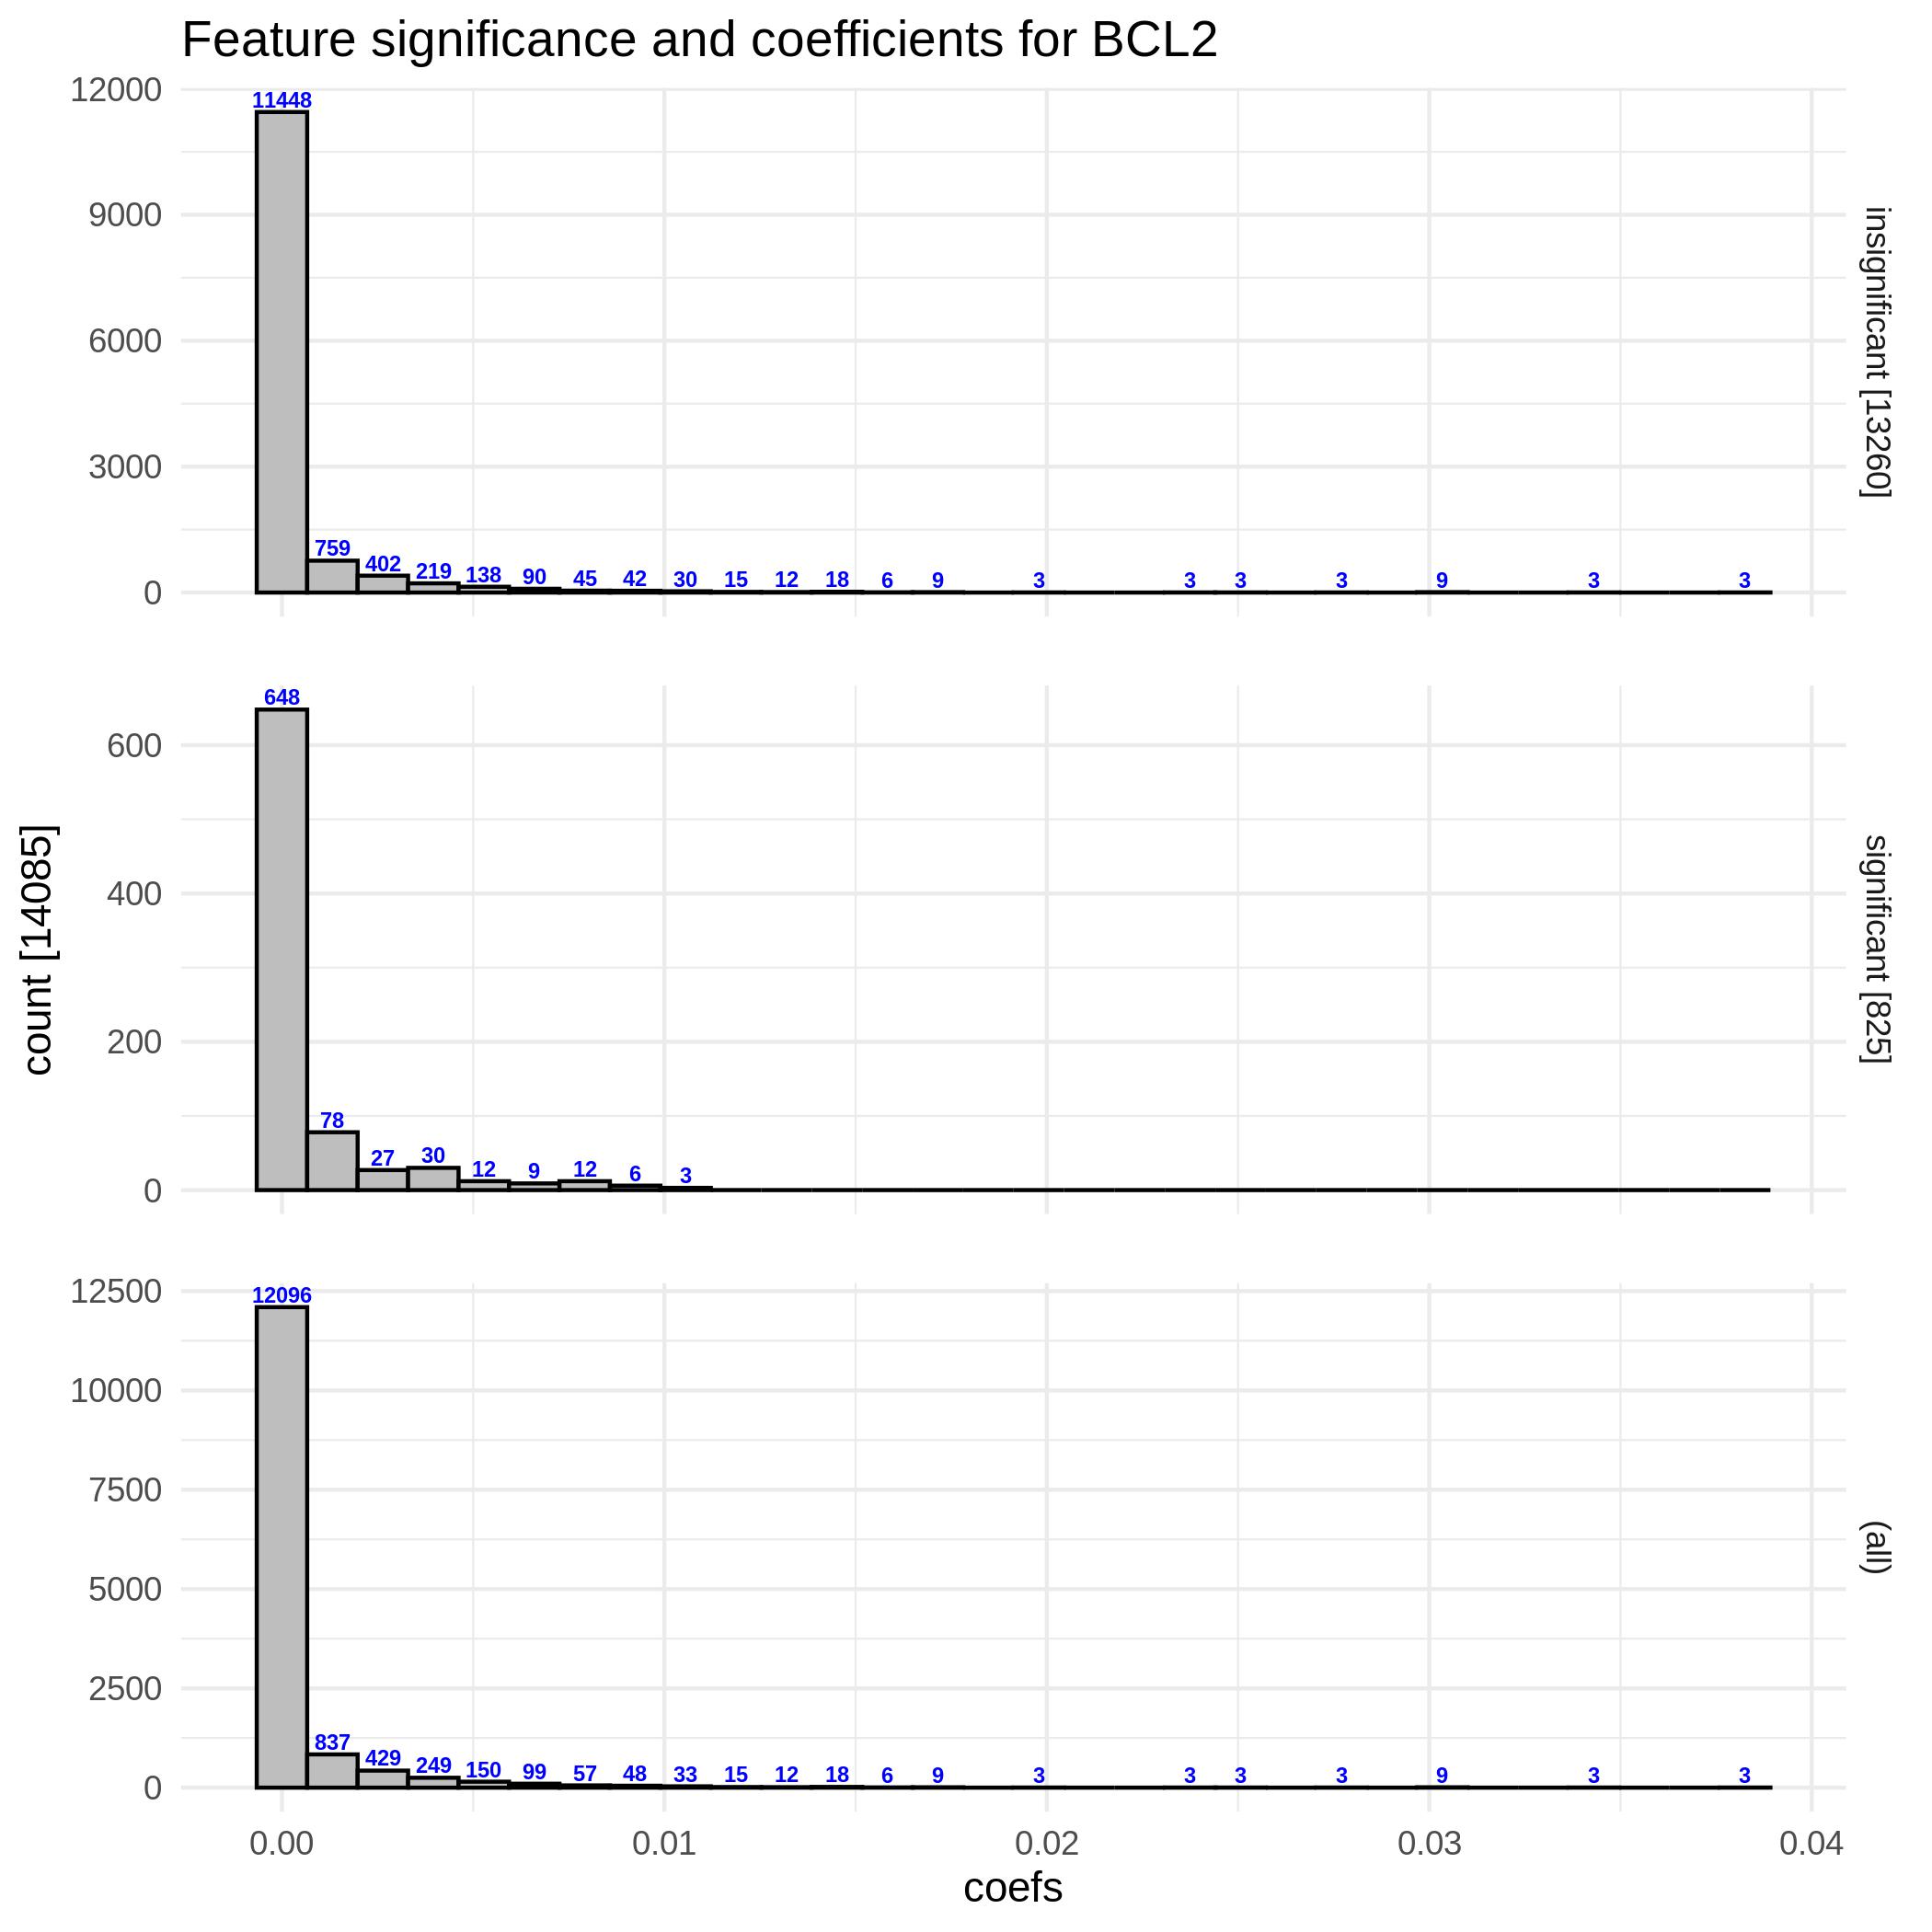 Feature significance and coefficients for BCL2
12000
9000
6000
3000
0
11448
759 402 219 138 90 45 42 30 15 12 18 6 9 3 3 3 3 9 3 3
insignificant [13260]
count [14085]
600
400
200
0
648
78 27 30 12 9 12 6 3
significant [825]
12500
10000
7500
5000
2500
0
12096
837 429 249 150 99 57 48 33 15 12 18 6 9 3 3 3 3 9 3 3
(all)
0.00 0.01 0.02 0.03 0.04
coefs